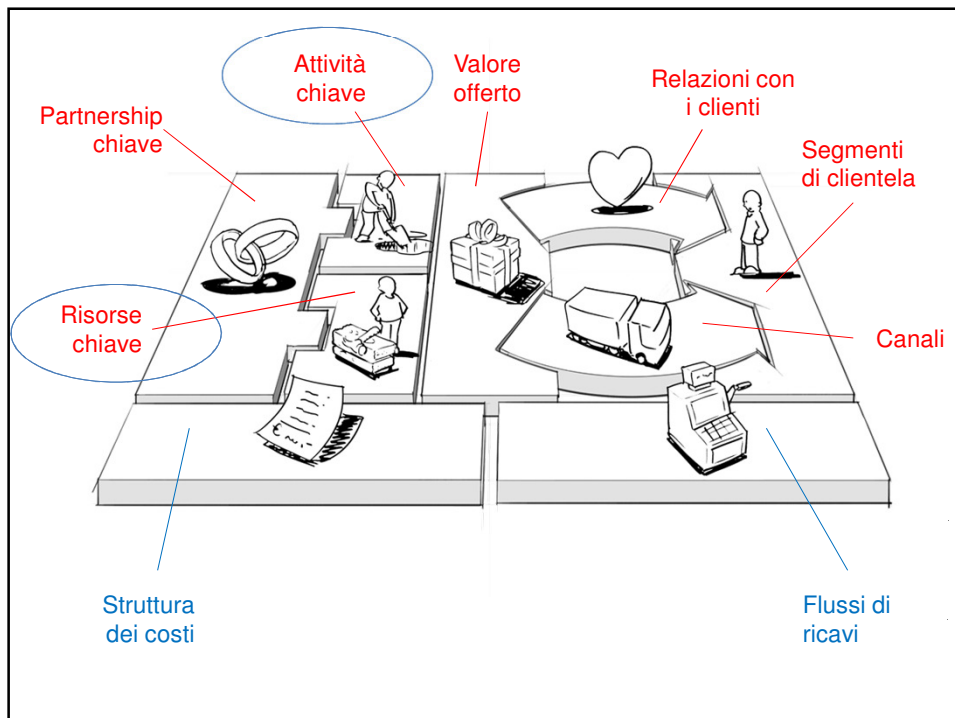 Attività
chiave
Valore
offerto
Relazioni con
i clienti
Partnership
chiave
Segmenti
di clientela
Risorse
chiave
Canali
Struttura
dei costi
Flussi di
ricavi